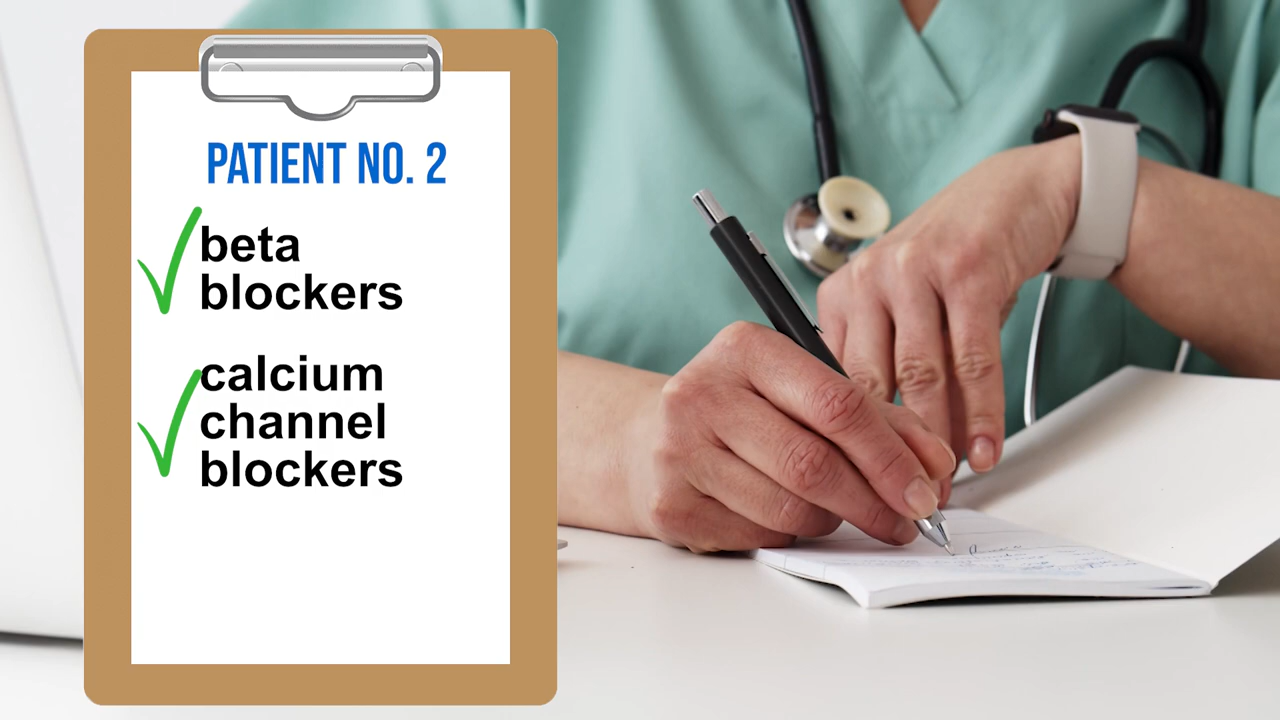 PATIENT NO. 2
beta
blockers
calcium
channel
blockers